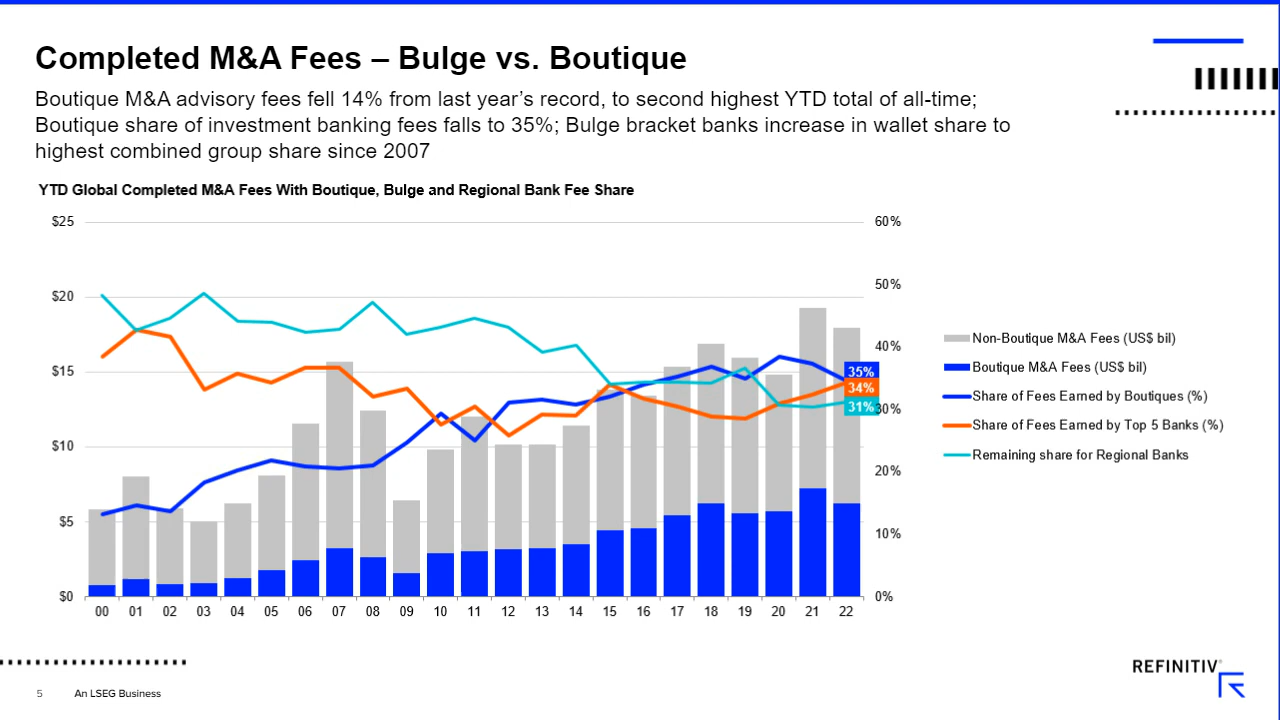 Completed M&A Fees – Bulge vs. Boutique
Boutique M&A advisory fees fell 14% from last year's record, to second highest YTD total of all-time;
Boutique share of investment banking fees falls to 35%; Bulge bracket banks increase in wallet share to
highest combined group share since 2007
YTD Global Completed M&A Fees With Boutique, Bulge and Regional Bank Fee Share
$25
$20
$15
$10
$5
$0
60%
50%
40%
30%
20%
10%
0%
35%
34%
31%
00 01 02 03 04 05 06 07 08 09 10 11 12 13 14 15 16 17 18 19 20 21 22
Non-Boutique M&A Fees (US$ bil)
Boutique M&A Fees (US$ bil)
Share of Fees Earned by Boutiques (%)
Share of Fees Earned by Top 5 Banks (%)
Remaining share for Regional Banks
REFINITIV
5 An LSEG Business